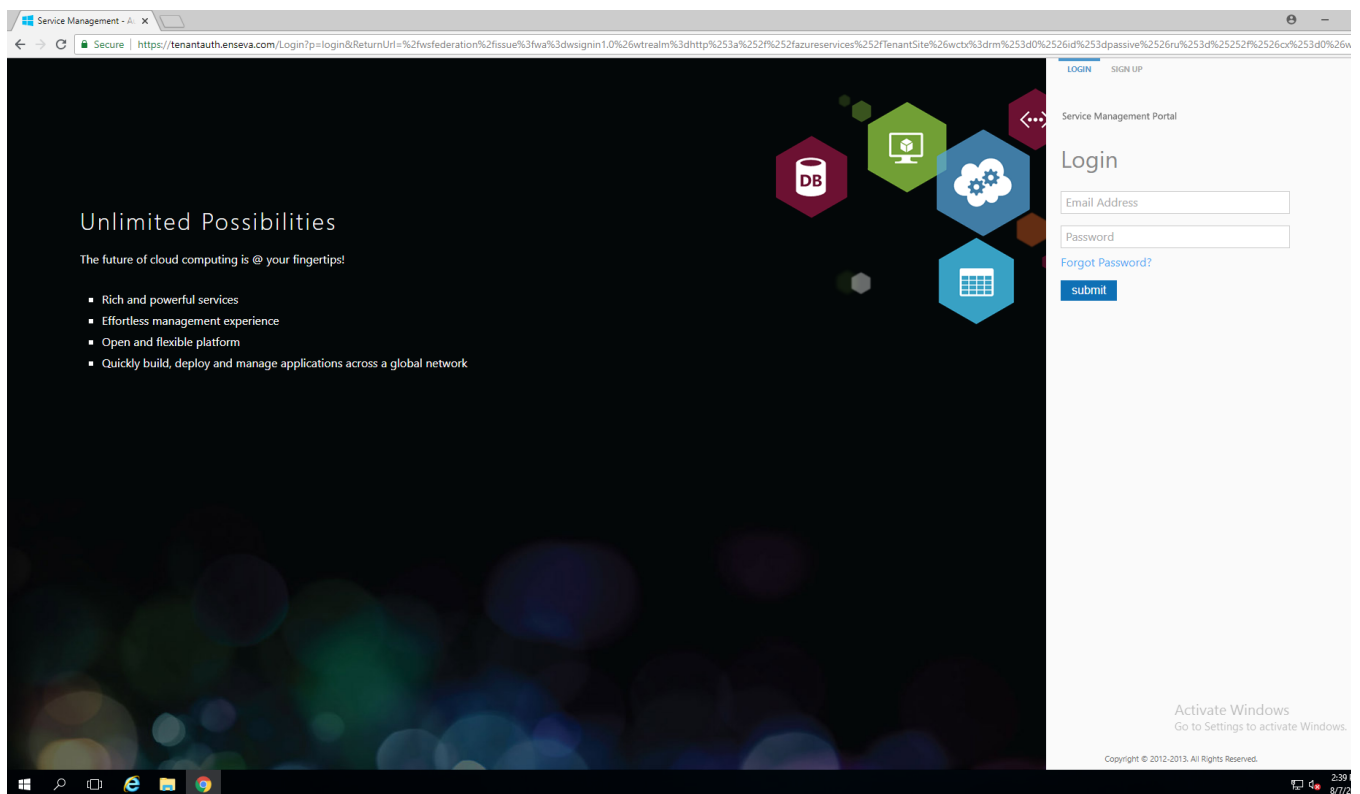 Service Management - A
Secure | https://tenantauth.enseva.com/Login?p=login&ReturnUrl=%2fwsfederation%2fissue%3fwa%3dwsignin1.0%26wtrealm%3dhttp%253a%252f%252fazureservices%252fTenantSite%26wctx%3drm%253d0%2526id%253dpassive%2526ru%253d%25252f%2526cx%253d0%26w
LOGIN SIGN UP
Service Management Portal
Login
Email Address
Password
Forgot Password?
submit
DB
Unlimited Possibilities
The future of cloud computing is @ your fingertips!
Rich and powerful services
Effortless management experience
Open and flexible platform
Quickly build, deploy and manage applications across a global network
Activate Windows
Go to Settings to activate Windows.
Copyright © 2012-2013. All Rights Reserved.
2:39
8/7/2